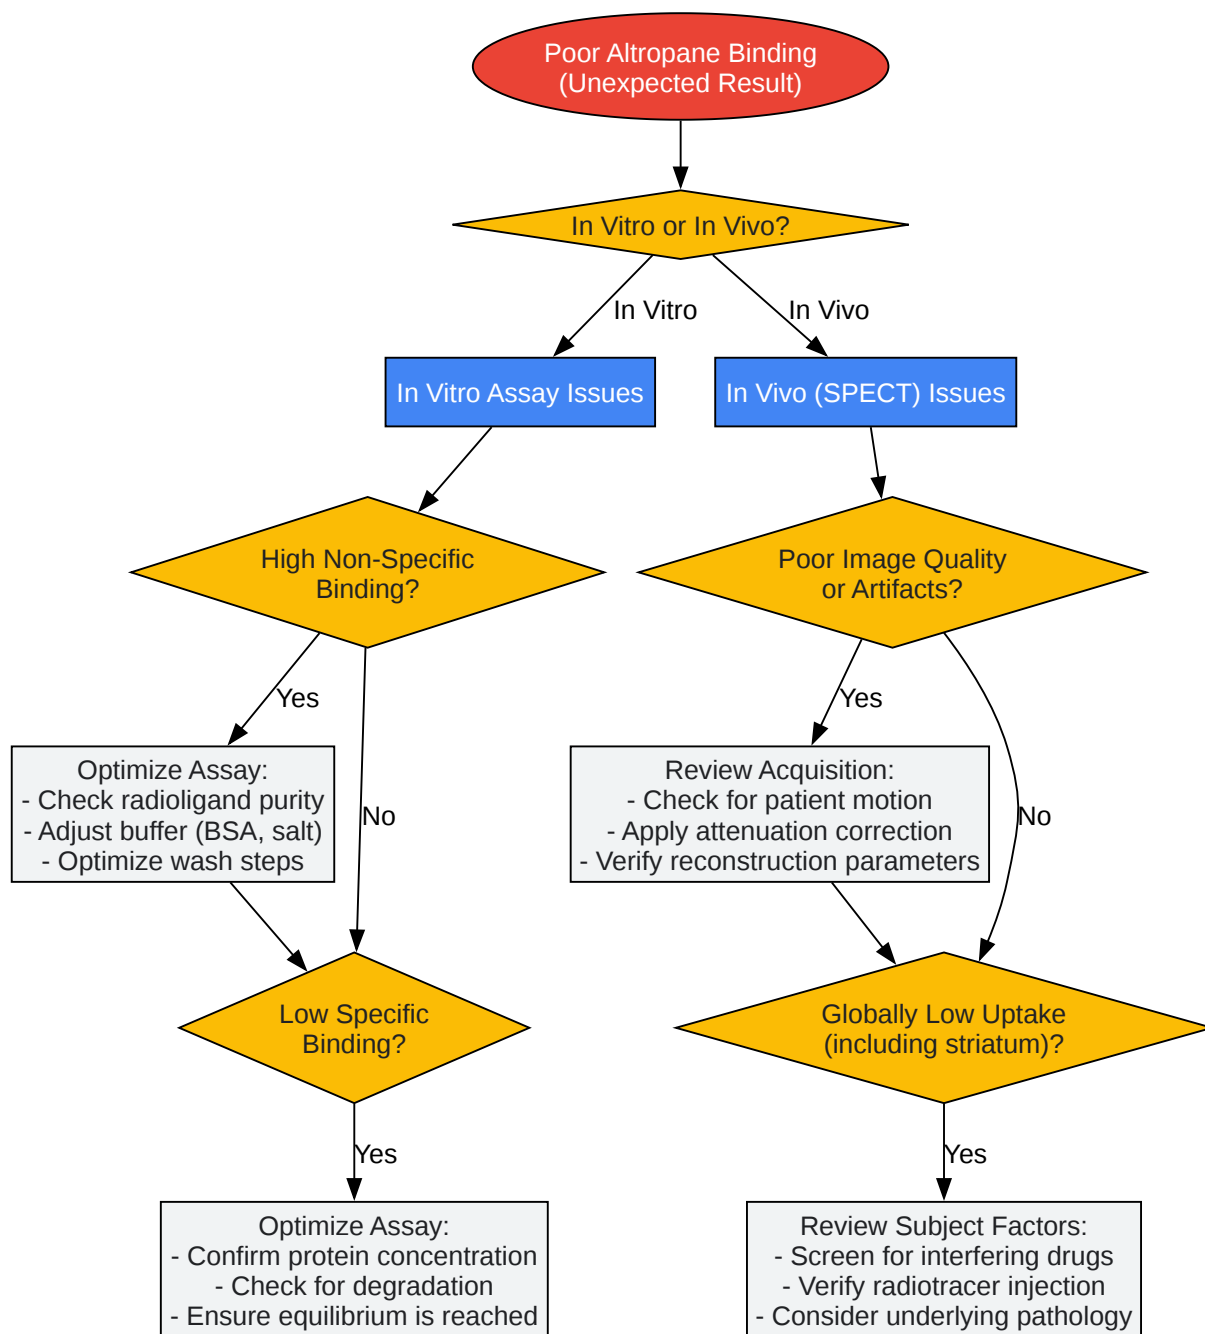 Poor Altropane Binding
(Unexpected Result)
In Vitro or In Vivo?
In Vitro
In Vivo
In Vitro Assay Issues
In Vivo (SPECT) Issues
High Non-Specific
Binding?
Poor Image Quality
or Artifacts?
Yes
No
Yes
No
Optimize Assay:
- Check radioligand purity
- Adjust buffer (BSA, salt)
- Optimize wash steps
Review Acquisition:
- Check for patient motion
- Apply attenuation correction
- Verify reconstruction parameters
Low Specific
Binding?
Globally Low Uptake
(including striatum)?
Yes
Yes
Optimize Assay:
- Confirm protein concentration
- Check for degradation
- Ensure equilibrium is reached
Review Subject Factors:
- Screen for interfering drugs
- Verify radiotracer injection
- Consider underlying pathology